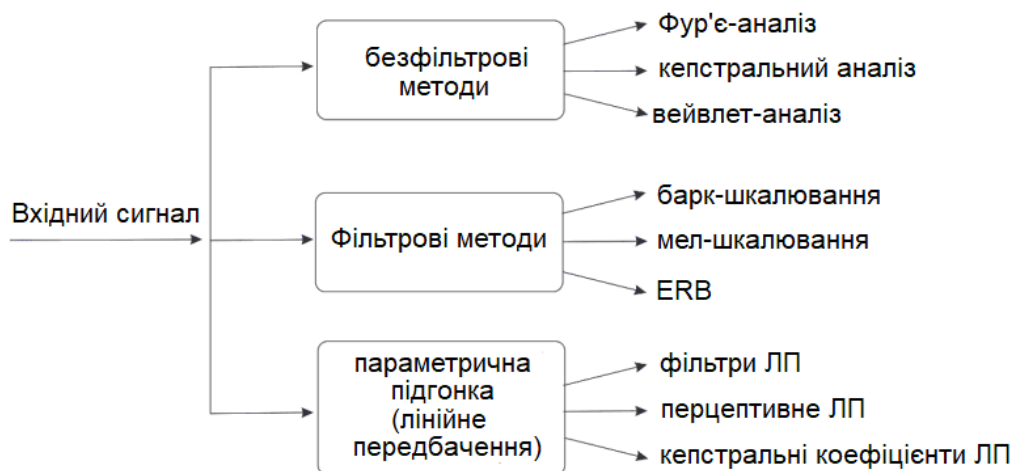 Вхідний сигнал
безфільтрові
методи
Фур'є-аналіз
кепстральний аналіз
вейвлет-аналіз
Фільтрові методи
барк-шкалювання
мел-шкалювання
ERB
параметрична
підгонка
(лінійне
передбачення)
фільтри ЛП
перцептивне ЛП
кепстральні коефіцієнти ЛП